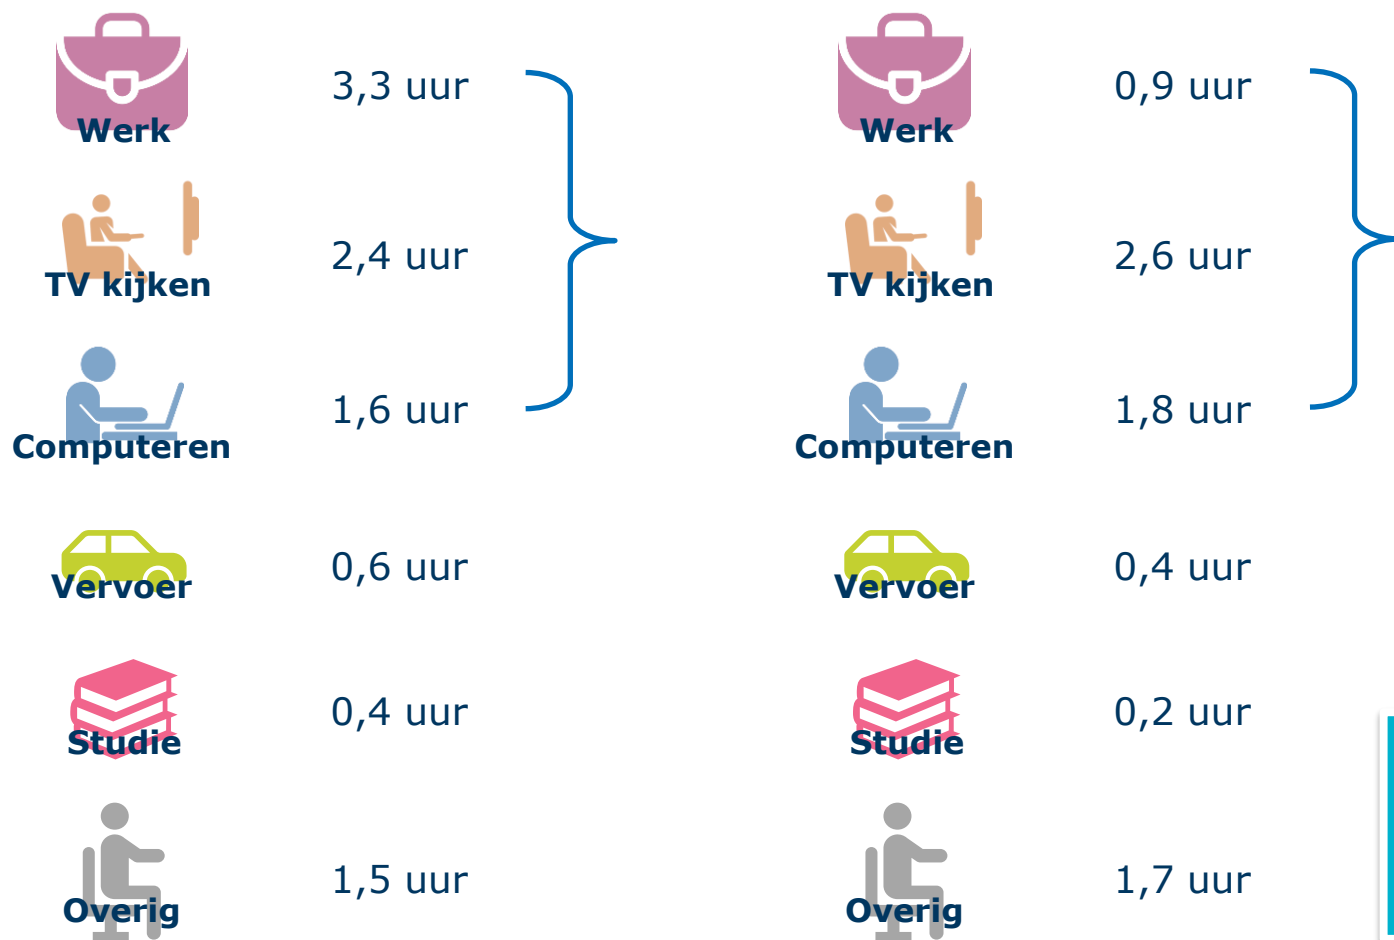 3,3 uur
Werk
2,4 uur
TV kijken
1,6 uur
Computeren
0,6 uur
Vervoer
0,4 uur
Studie
1,5 uur
Overig
0,9 uur
Werk
2,6 uur
TV kijken
1,8 uur
Computeren
0,4 uur
Vervoer
0,2 uur
Studie
1,7 uur
Overig